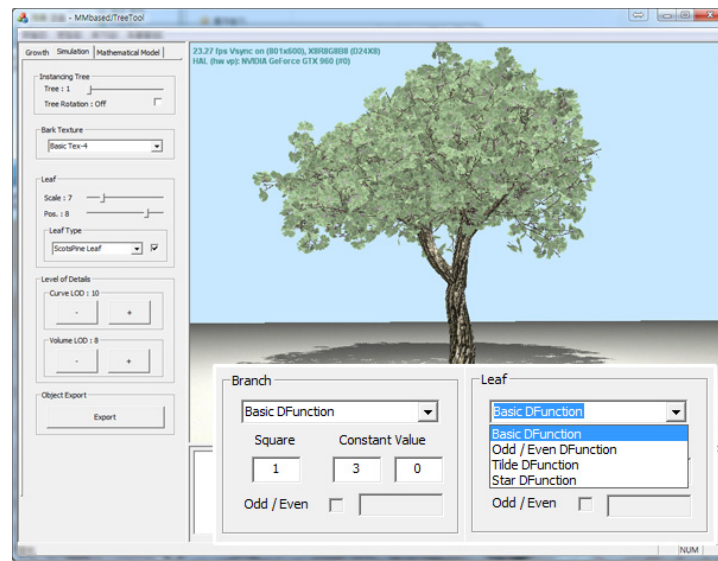 - MMbased/TreeTool
Growth Simulation Mathematical Model
23.27 fps Vsync on (801x600), X8R8G8B8 (D24X8)
HAL (hw vp): NVIDIA GeForce GTX 960 (#0)
Instancing Tree
Tree : 1
Tree Rotation : Off
Bark Texture
Basic Tex-4
Leaf
Scale : 7
Pos. : 8
Leaf Type
ScotsPine Leaf
Level of Details
Curve LOD : 10
- +
Volume LOD : 8
- +
Object Export
Export
Branch
Basic DFunction
Square Constant Value
1 3 0
Odd / Even
Leaf
Basic DFunction
Basic DFunction
Odd / Even DFunction
Tilde DFunction
Star DFunction
Odd / Even
NUM